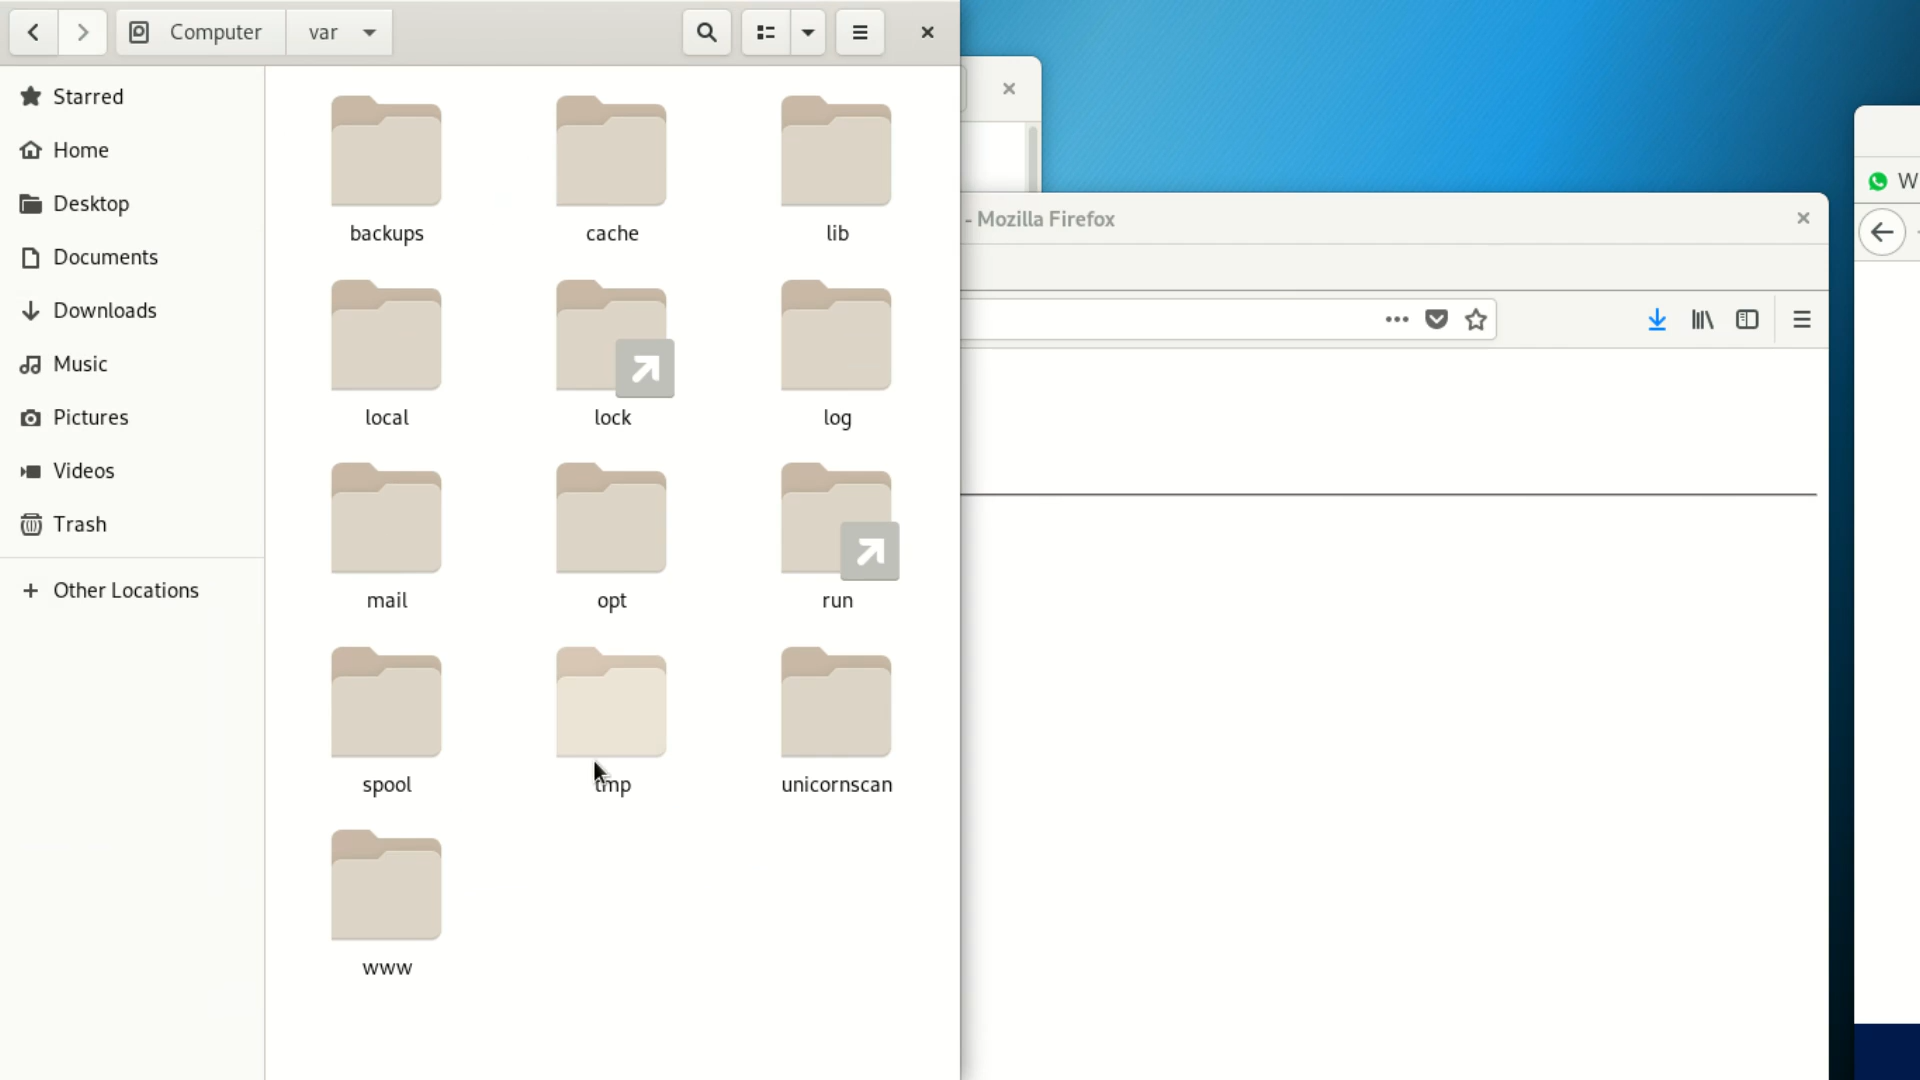 Computer var
Starred
Home
Desktop
Documents
Downloads
Music
Pictures
Videos
Trash
+ Other Locations
backups cache lib
local lock log
mail opt run
spool tmp unicornscan
www
- Mozilla Firefox
W